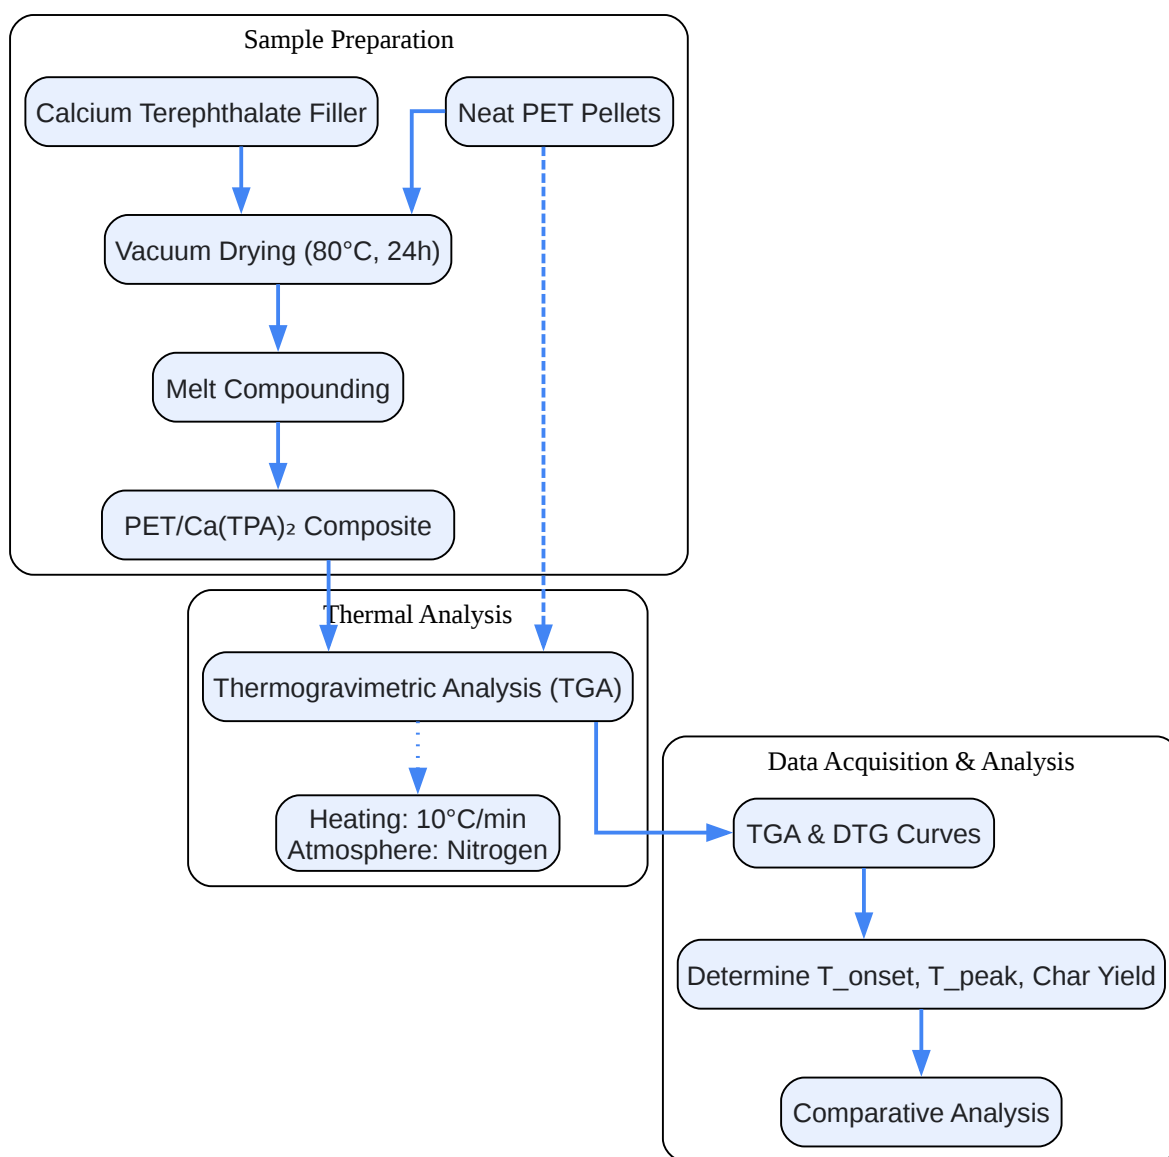 Sample Preparation
Calcium Terephthalate Filler
Neat PET Pellets
Vacuum Drying (80°C, 24h)
Melt Compounding
PET/Ca(TPA)₂ Composite
Thermal Analysis
Thermogravimetric Analysis (TGA)
Heating: 10°C/min
Atmosphere: Nitrogen
Data Acquisition & Analysis
TGA & DTG Curves
Determine T_onset, T_peak, Char Yield
Comparative Analysis